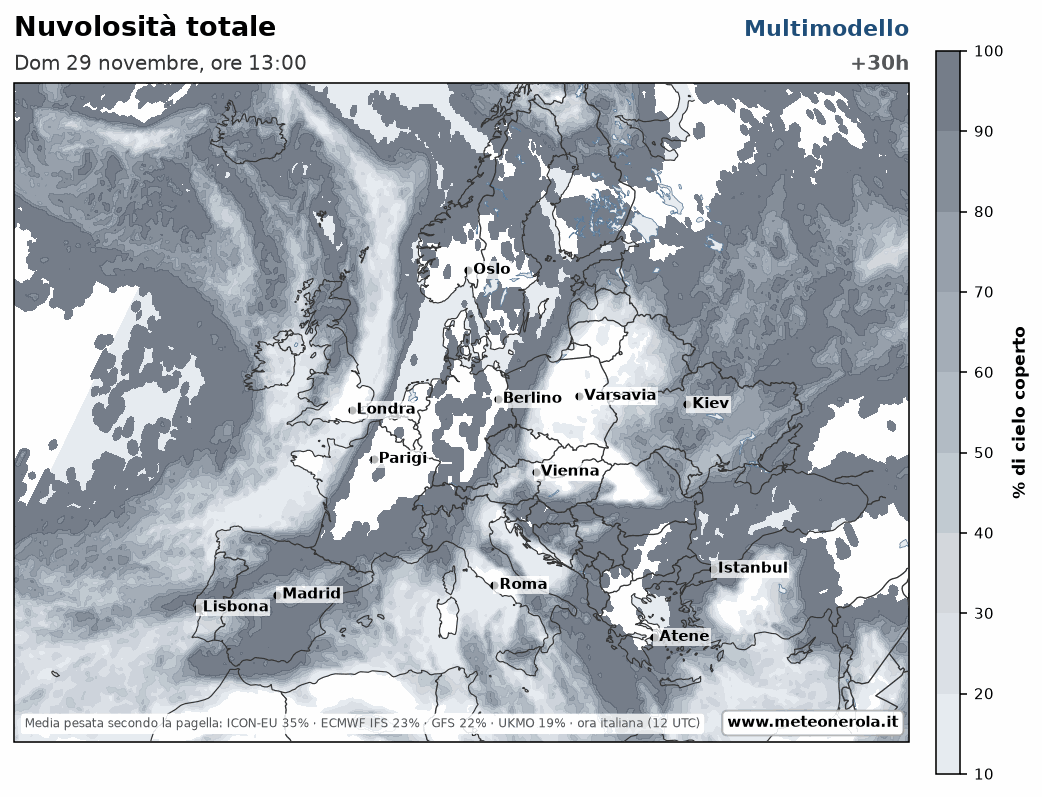 Nuvolosità totale
Multimodello
Dom 29 novembre, ore 13:00
+30h
100
90
80
70
60
50
40
30
20
10
% di cielo coperto
Oslo
Berlino
Varsavia
Kiev
Londra
Parigi
Vienna
Istanbul
Roma
Madrid
Lisbona
Atene
Media pesata secondo la pagella: ICON-EU 35% · ECMWF IFS 23% · GFS 22% · UKMO 19% · ora italiana (12 UTC)
www.meteonerola.it